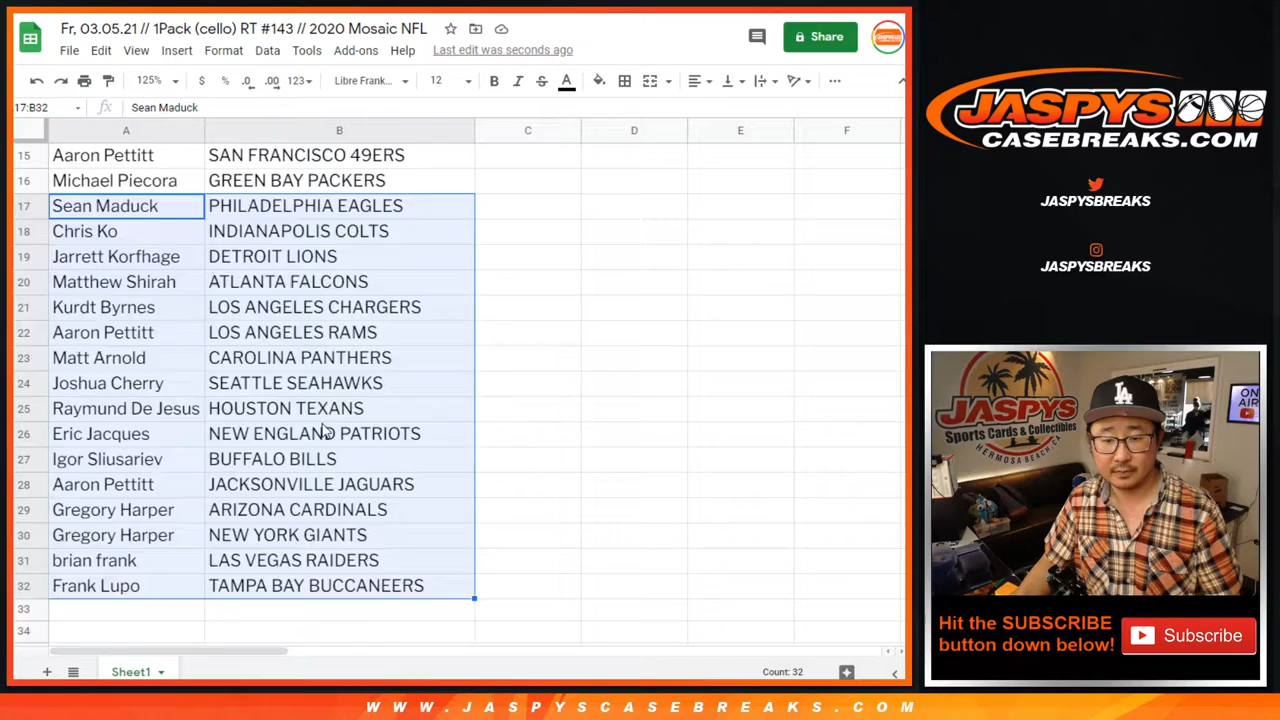 Fr, 03.05.21 // 1Pack (cello) RT #143 // 2020 Mosaic NFL
File Edit View Insert Format Data Tools Add-ons Help Last edit was seconds ago
Share
125% $ % .0 .00 123 Libre Frank... 12 B I S A
17:B32 fx Sean Maduck
A B C D E F
15 Aaron Pettitt SAN FRANCISCO 49ERS
16 Michael Piecora GREEN BAY PACKERS
17 Sean Maduck PHILADELPHIA EAGLES
18 Chris Ko INDIANAPOLIS COLTS
19 Jarrett Korfhage DETROIT LIONS
20 Matthew Shirah ATLANTA FALCONS
21 Kurdt Byrnes LOS ANGELES CHARGERS
22 Aaron Pettitt LOS ANGELES RAMS
23 Matt Arnold CAROLINA PANTHERS
24 Joshua Cherry SEATTLE SEAHAWKS
25 Raymund De Jesus HOUSTON TEXANS
26 Eric Jacques NEW ENGLAND PATRIOTS
27 Igor Sliusariev BUFFALO BILLS
28 Aaron Pettitt JACKSONVILLE JAGUARS
29 Gregory Harper ARIZONA CARDINALS
30 Gregory Harper NEW YORK GIANTS
31 brian frank LAS VEGAS RAIDERS
32 Frank Lupo TAMPA BAY BUCCANEERS
33
34
Sheet1 Count: 32
JASPYS
CASEBREAKS.COM
JASPYSBREAKS
JASPYSBREAKS
JASPYS
Sports Cards & Collectibles
HERMOSA BEACH, CA
LA
ON
AIR
Hit the SUBSCRIBE
button down below!
Subscribe
WWW.JASPYSCASEBREAKS.COM